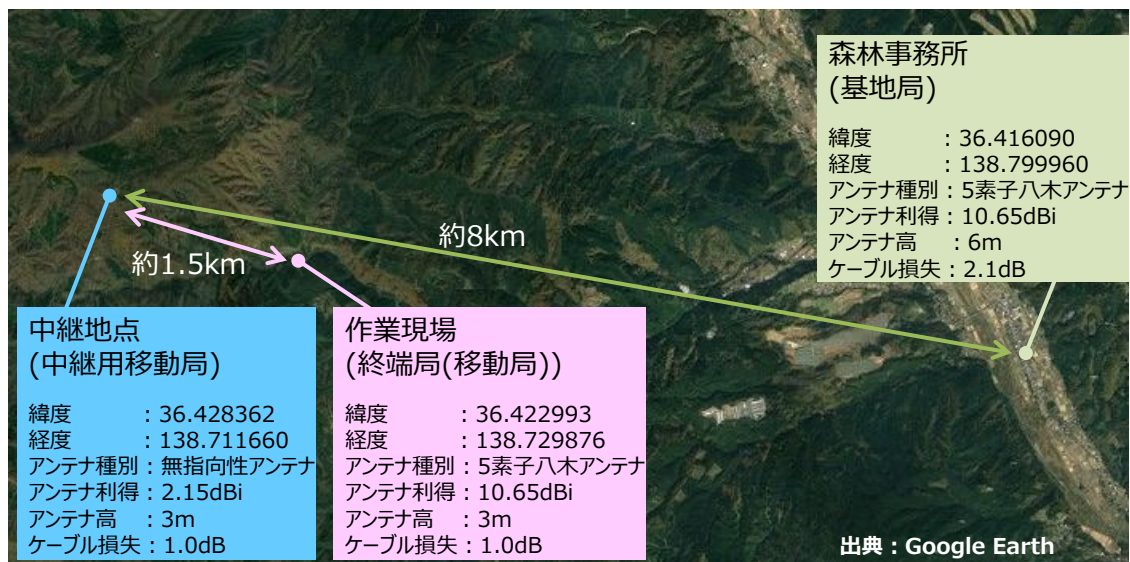 森林事務所
(基地局)
緯度 :36.416090
経度 :138.799960
アンテナ種別:5素子八木アンテナ
アンテナ利得:10.65dBi
アンテナ高 :6m
ケーブル損失:2.1dB
約8km
約1.5km
中継地点
(中継用移動局)
緯度 :36.428362
経度 :138.711660
アンテナ種別:無指向性アンテナ
アンテナ利得:2.15dBi
アンテナ高 :3m
ケーブル損失:1.0dB
作業現場
(終端局(移動局))
緯度 :36.422993
経度 :138.729876
アンテナ種別:5素子八木アンテナ
アンテナ利得:10.65dBi
アンテナ高 :3m
ケーブル損失:1.0dB
出典:Google Earth